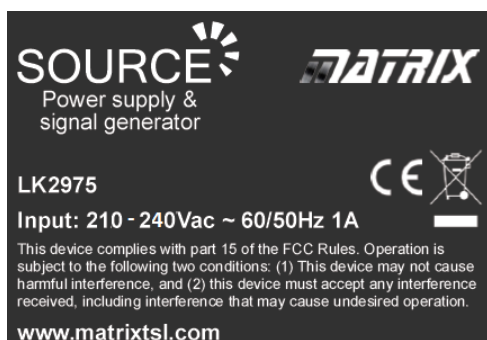 SOURCE
MATRIX
Power supply &
signal generator
LK2975
CE
Input: 210 - 240Vac ~ 60/50Hz 1A
This device complies with part 15 of the FCC Rules. Operation is
subject to the following two conditions: (1) This device may not cause
harmful interference, and (2) this device must accept any interference
received, including interference that may cause undesired operation.
www.matrixtsl.com